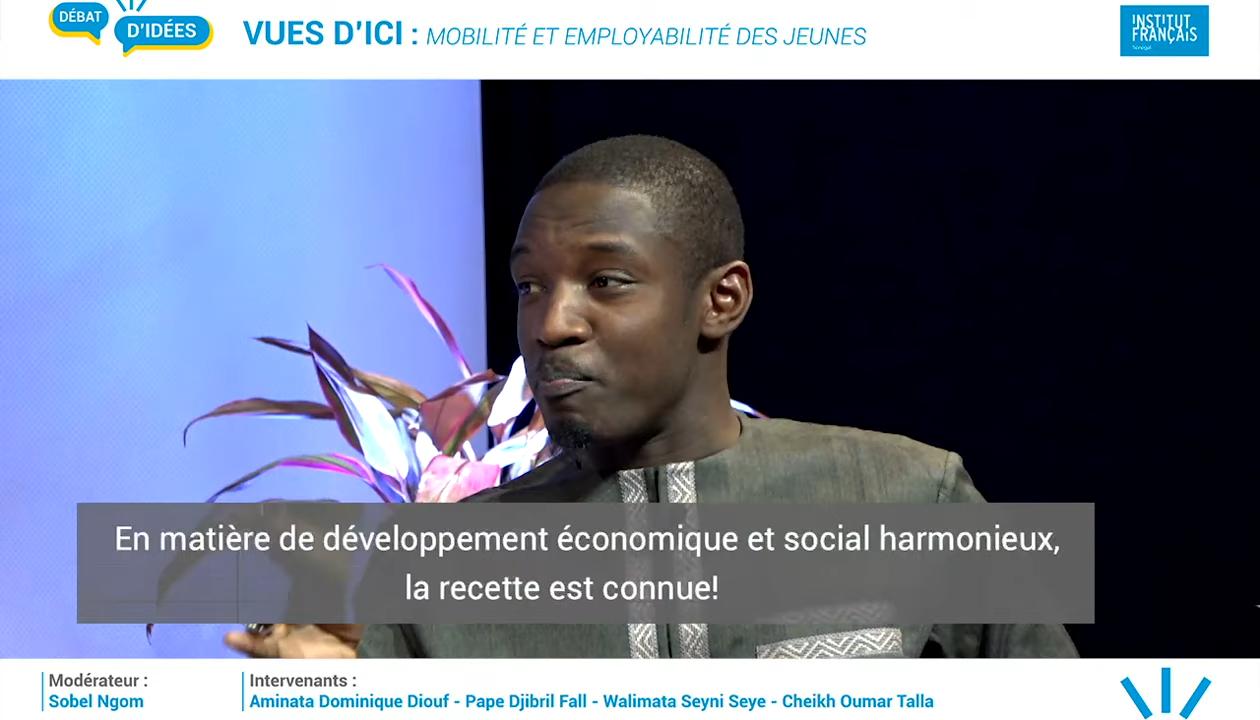 DÉBAT
D'IDÉES
VUES D'ICI : MOBILITÉ ET EMPLOYABILITÉ DES JEUNES
INSTITUT
FRANÇAIS
Sénégal
En matière de développement économique et social harmonieux,
la recette est connue!
Modérateur :
Sobel Ngom
Intervenants :
Aminata Dominique Diouf - Pape Djibril Fall - Walimata Seyni Seye - Cheikh Oumar Talla